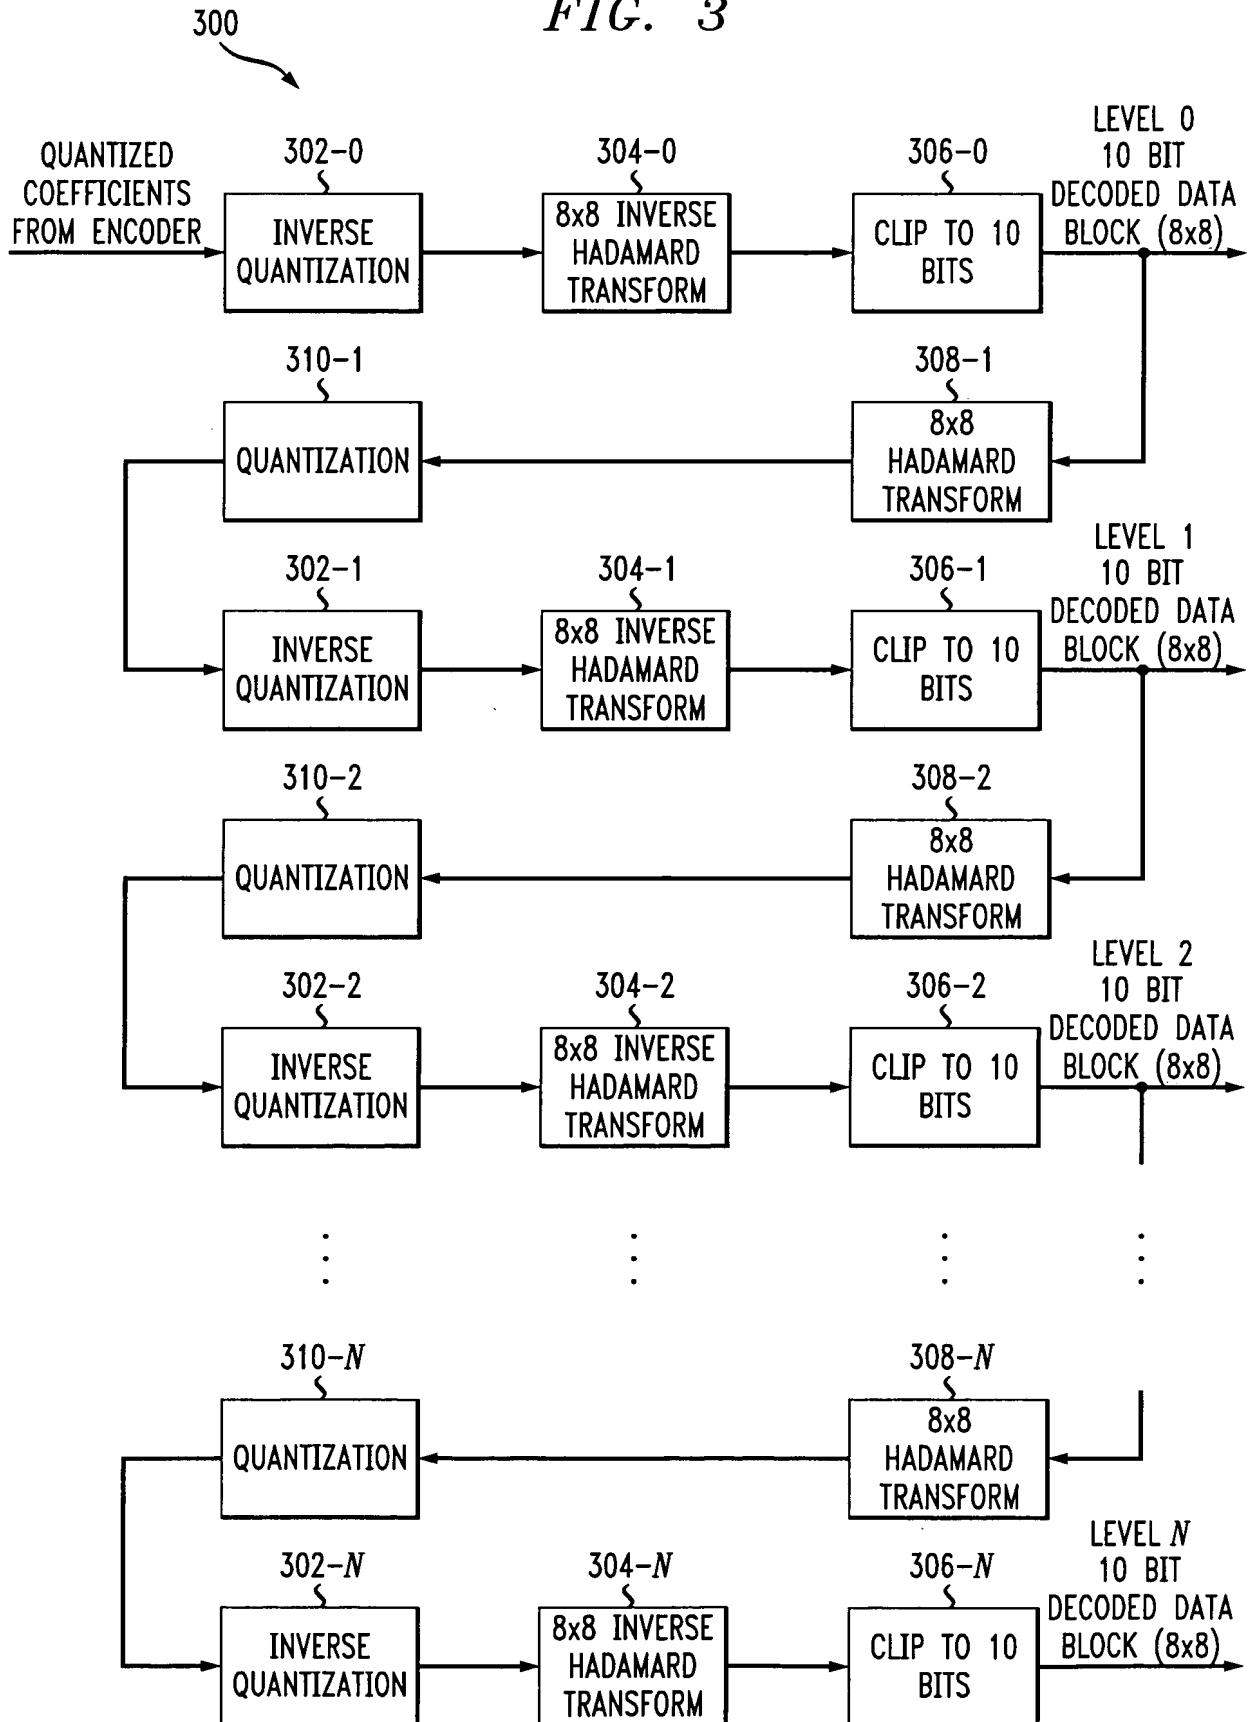 FIG. 3
300
QUANTIZED
COEFFICIENTS
FROM ENCODER
302-0
INVERSE
QUANTIZATION
304-0
8x8 INVERSE
HADAMARD
TRANSFORM
306-0
CLIP TO 10
BITS
LEVEL 0
10 BIT
DECODED DATA
BLOCK (8x8)
310-1
QUANTIZATION
308-1
8x8
HADAMARD
TRANSFORM
302-1
INVERSE
QUANTIZATION
304-1
8x8 INVERSE
HADAMARD
TRANSFORM
306-1
CLIP TO 10
BITS
LEVEL 1
10 BIT
DECODED DATA
BLOCK (8x8)
310-2
QUANTIZATION
308-2
8x8
HADAMARD
TRANSFORM
302-2
INVERSE
QUANTIZATION
304-2
8x8 INVERSE
HADAMARD
TRANSFORM
306-2
CLIP TO 10
BITS
LEVEL 2
10 BIT
DECODED DATA
BLOCK (8x8)
310-N
QUANTIZATION
308-N
8x8
HADAMARD
TRANSFORM
302-N
INVERSE
QUANTIZATION
304-N
8x8 INVERSE
HADAMARD
TRANSFORM
306-N
CLIP TO 10
BITS
LEVEL N
10 BIT
DECODED DATA
BLOCK (8x8)